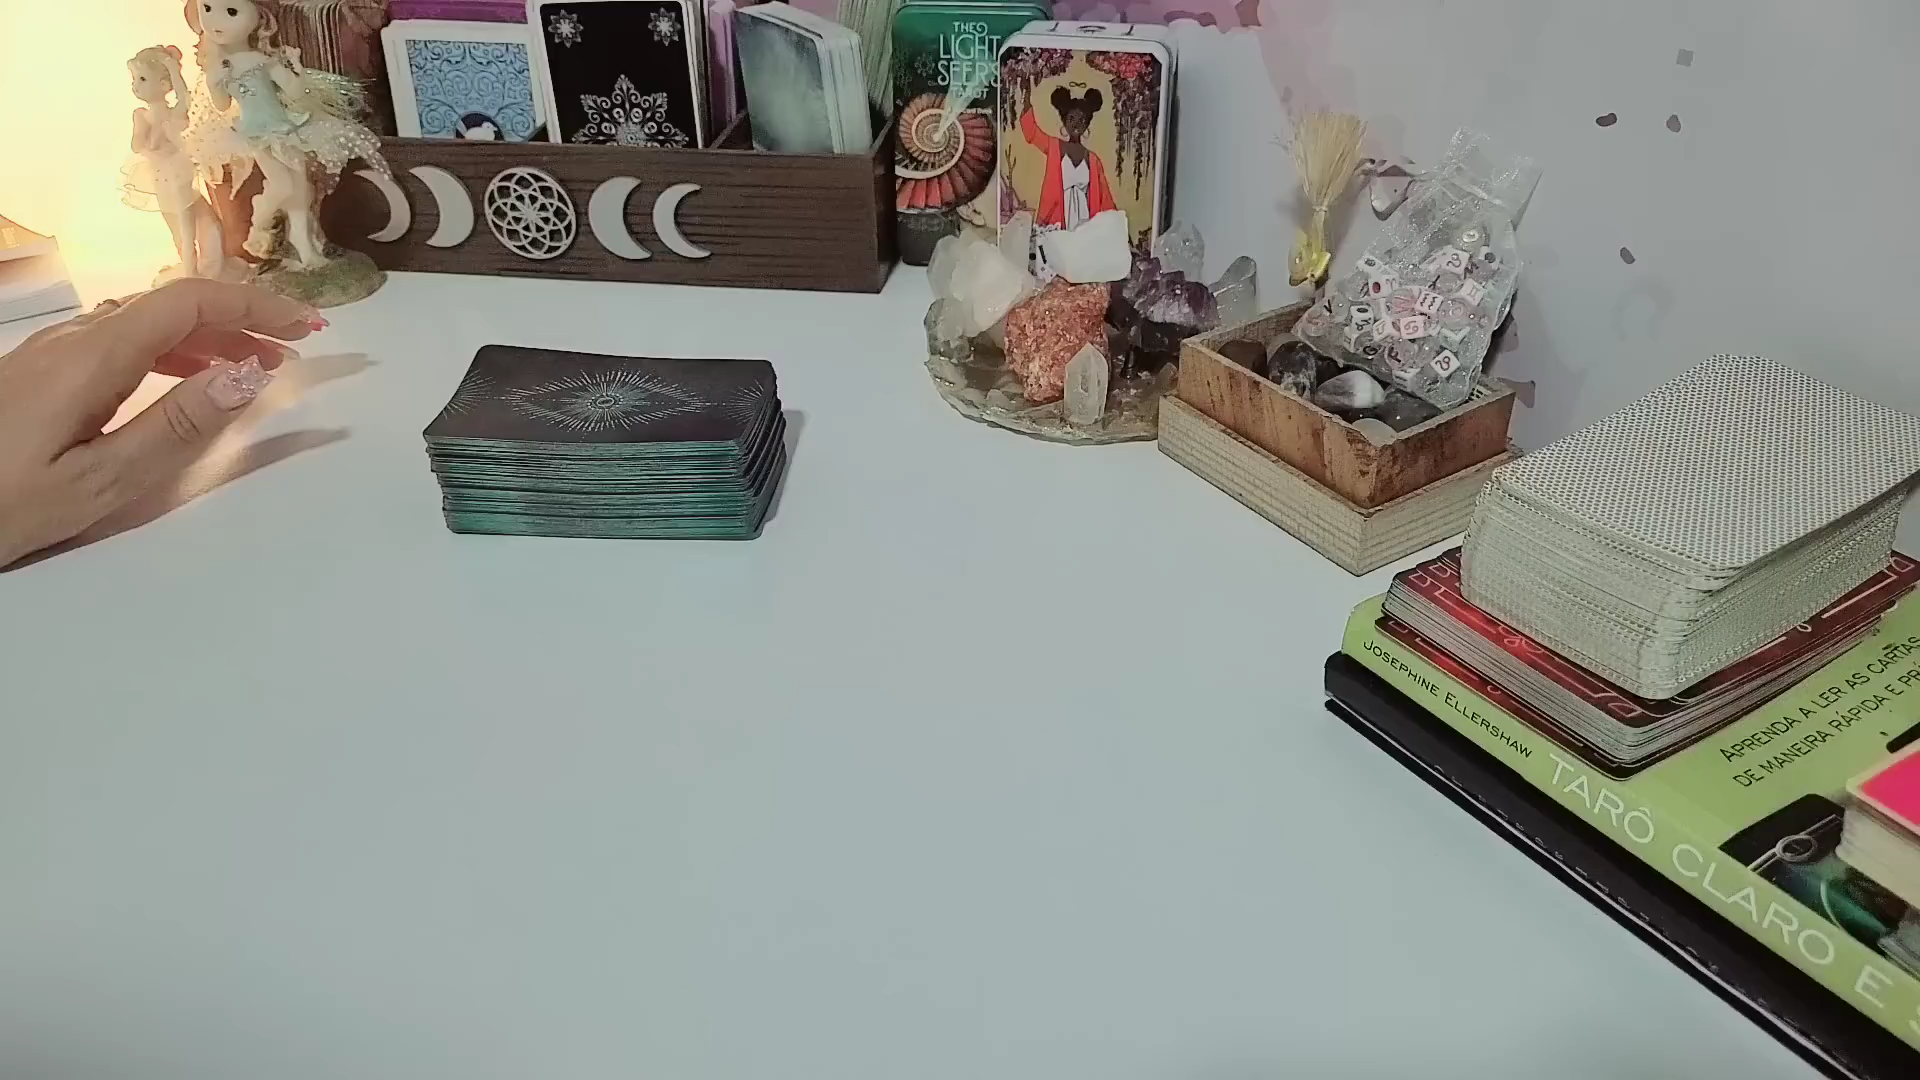 THE
LIGHT
SEER'S
TAROT
JOSEPHINE ELLERSHAW
APRENDA A LER AS CARTAS
DE MANEIRA RÁPIDA E
TARÔ CLARO E